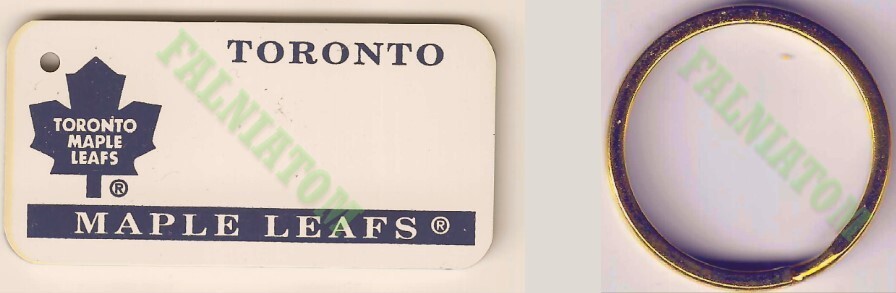 TORONTO
TORONTO
MAPLE
LEAFS
®
MAPLE LEAFS ®
FALNIATOM
FALNIATOM